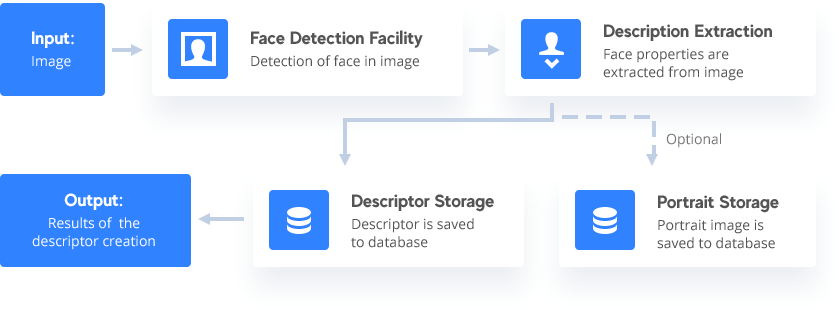 Input:
Image
Face Detection Facility
Detection of face in image
Description Extraction
Face properties are
extracted from image
Optional
Output:
Results of the
descriptor creation
Descriptor Storage
Descriptor is saved
to database
Portrait Storage
Portrait image is
saved to database